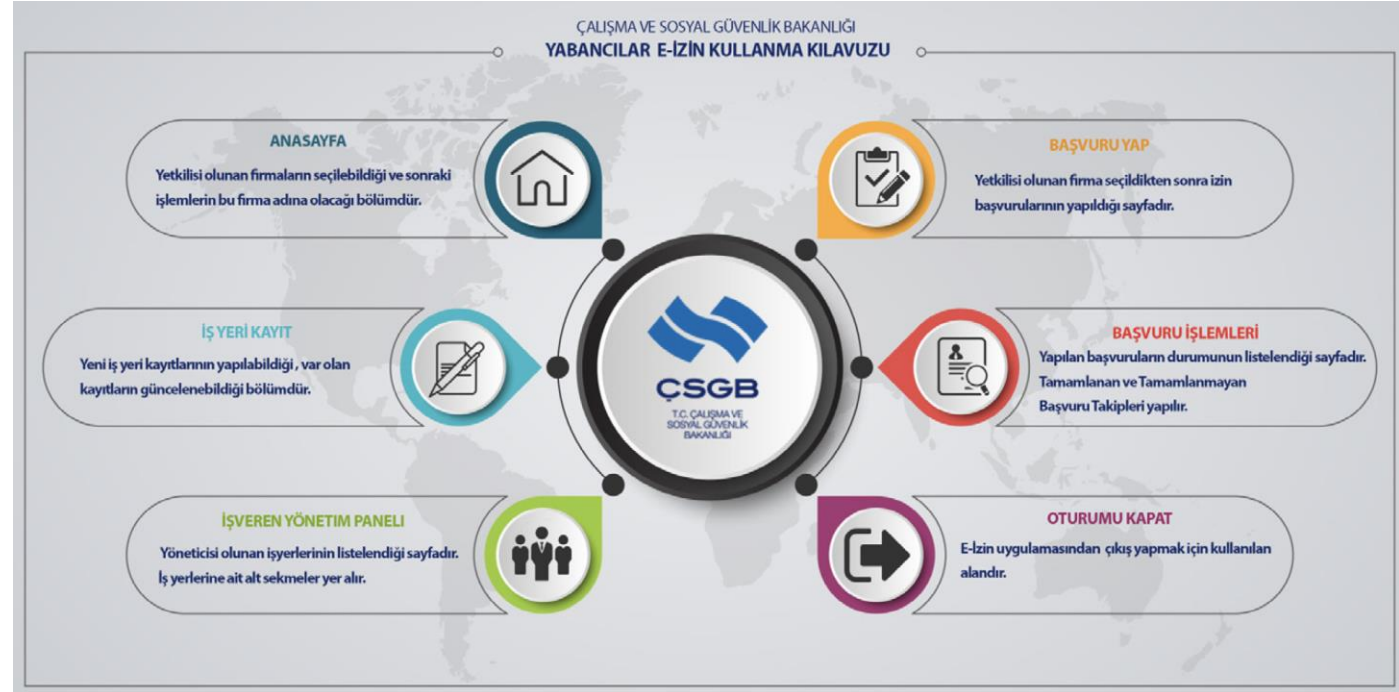 ÇALIŞMA VE SOSYAL GÜVENLİK BAKANLIĞI
YABANCILAR E-İZİN KULLANMA KILAVUZU
ANASAYFA
Yetkilisi olunan firmaların seçilebildiği ve sonraki
işlemlerin bu firma adına olacağı bölümdür.
BAŞVURU YAP
Yetkilisi olunan firma seçildikten sonra izin
başvurularının yapıldığı sayfadır.
İŞ YERİ KAYIT
Yeni iş yeri kayıtlarının yapılabildiği , var olan
kayıtların güncelenebildiği bölümdür.
ÇSGB
T.C. ÇALIŞMA VE
SOSYAL GÜVENLİK
BAKANLIĞI
BAŞVURU İŞLEMLERİ
Yapılan başvuruların durumunun listelendiği sayfadır.
Tamamlanan ve Tamamlanmayan
Başvuru Takipleri yapılır.
İŞVEREN YÖNETIM PANELI
Yöneticisi olunan işyerlerinin listelendiği sayfadır.
İş yerlerine ait alt sekmeler yer alır.
OTURUMU KAPAT
E-İzin uygulamasından çıkış yapmak için kullanılan
alandır.